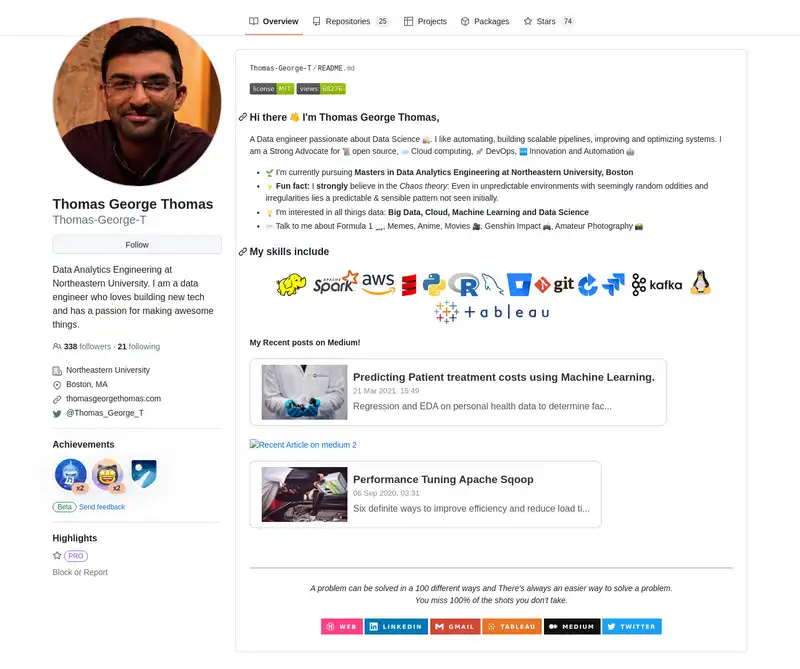 Overview
Repositories 25
Projects
Packages
Stars 74
Thomas George Thomas
Thomas-George-T
Follow
Data Analytics Engineering at
Northeastern University. I am a data
engineer who loves building new tech
and has a passion for making awesome
things.
338 followers · 21 following
Northeastern University
Boston, MA
thomasgeorgethomas.com
@Thomas_George_T
Achievements
x2
x2
Beta Send feedback
Highlights
PRO
Block or Report
Thomas-George-T/README.md
license MIT views 68276
Hi there 👋 I'm Thomas George Thomas,
A Data engineer passionate about Data Science. I like automating, building scalable pipelines, improving and optimizing systems. I
am a Strong Advocate for open source, Cloud computing, DevOps, Innovation and Automation
I'm currently pursuing Masters in Data Analytics Engineering at Northeastern University, Boston
Fun fact: I strongly believe in the Chaos theory: Even in unpredictable environments with seemingly random oddities and
irregularities lies a predictable & sensible pattern not seen initially.
I'm interested in all things data: Big Data, Cloud, Machine Learning and Data Science
Talk to me about Formula 1 🏎️, Memes, Anime, Movies 🎥, Genshin Impact 🎮, Amateur Photography 📸
My skills include
APACHE Spark aws R git kafka
+ableau
My Recent posts on Medium!
Predicting Patient treatment costs using Machine Learning.
21 Mar 2021, 15:49
Regression and EDA on personal health data to determine fac...
Recent Article on medium 2
Performance Tuning Apache Sqoop
06 Sep 2020, 03:31
Six definite ways to improve efficiency and reduce load ti...
A problem can be solved in a 100 different ways and There's always an easier way to solve a problem.
You miss 100% of the shots you don't take.
WEB
LINKEDIN
GMAIL
TABLEAU
MEDIUM
TWITTER